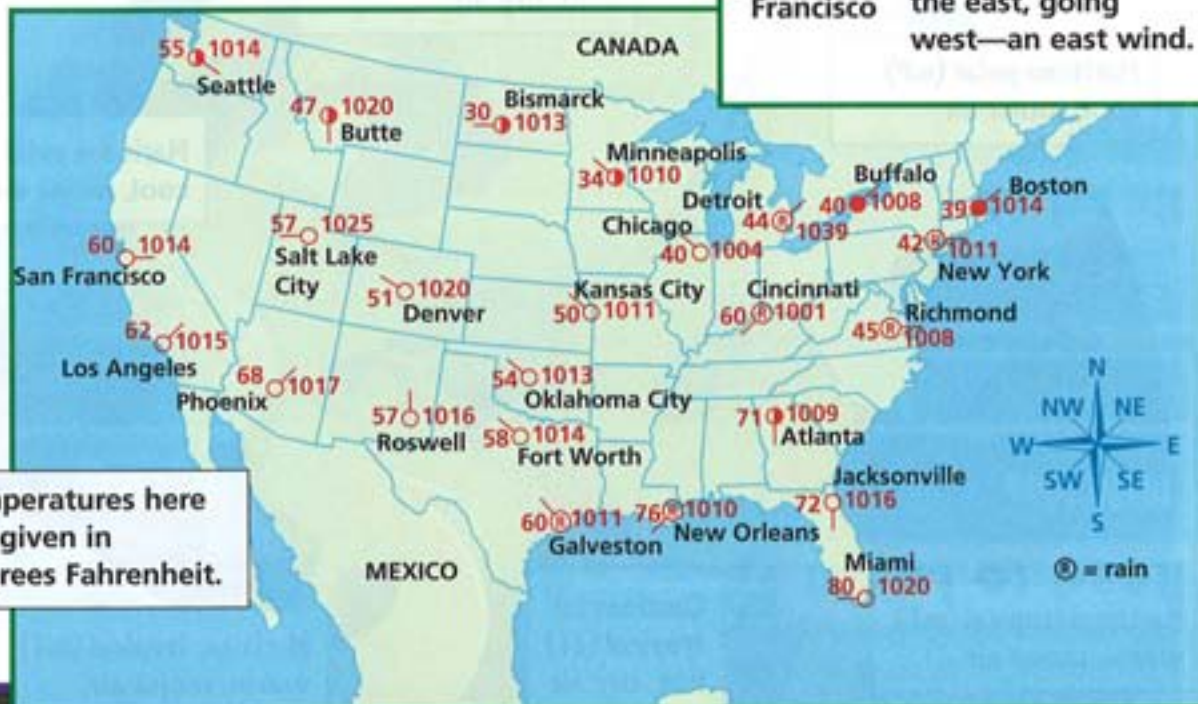 Francisco
the east, going
west—an east wind.
CANADA
55 1014
Seattle
47 1020
Butte
30 Bismarck
1013
Minneapolis
34 1010
Buffalo
40 1008
Boston
39 1014
Detroit
44 R 1039
Chicago
40 1004
42 R 1011
New York
57 1025
Salt Lake
City
60 1014
San Francisco
51 1020
Denver
Kansas City
50 1011
Cincinnati
60 R 1001
Richmond
45 R 1008
62 1015
Los Angeles
68 1017
Phoenix
54 1013
Oklahoma City
57 1016
Roswell
58 1014
Fort Worth
71 1009
Atlanta
Jacksonville
72 1016
60 R 1011
Galveston
76 R 1010
New Orleans
Miami
80 1020
MEXICO
N
NW NE
W E
SW SE
S
R = rain
peratures here
given in
rees Fahrenheit.